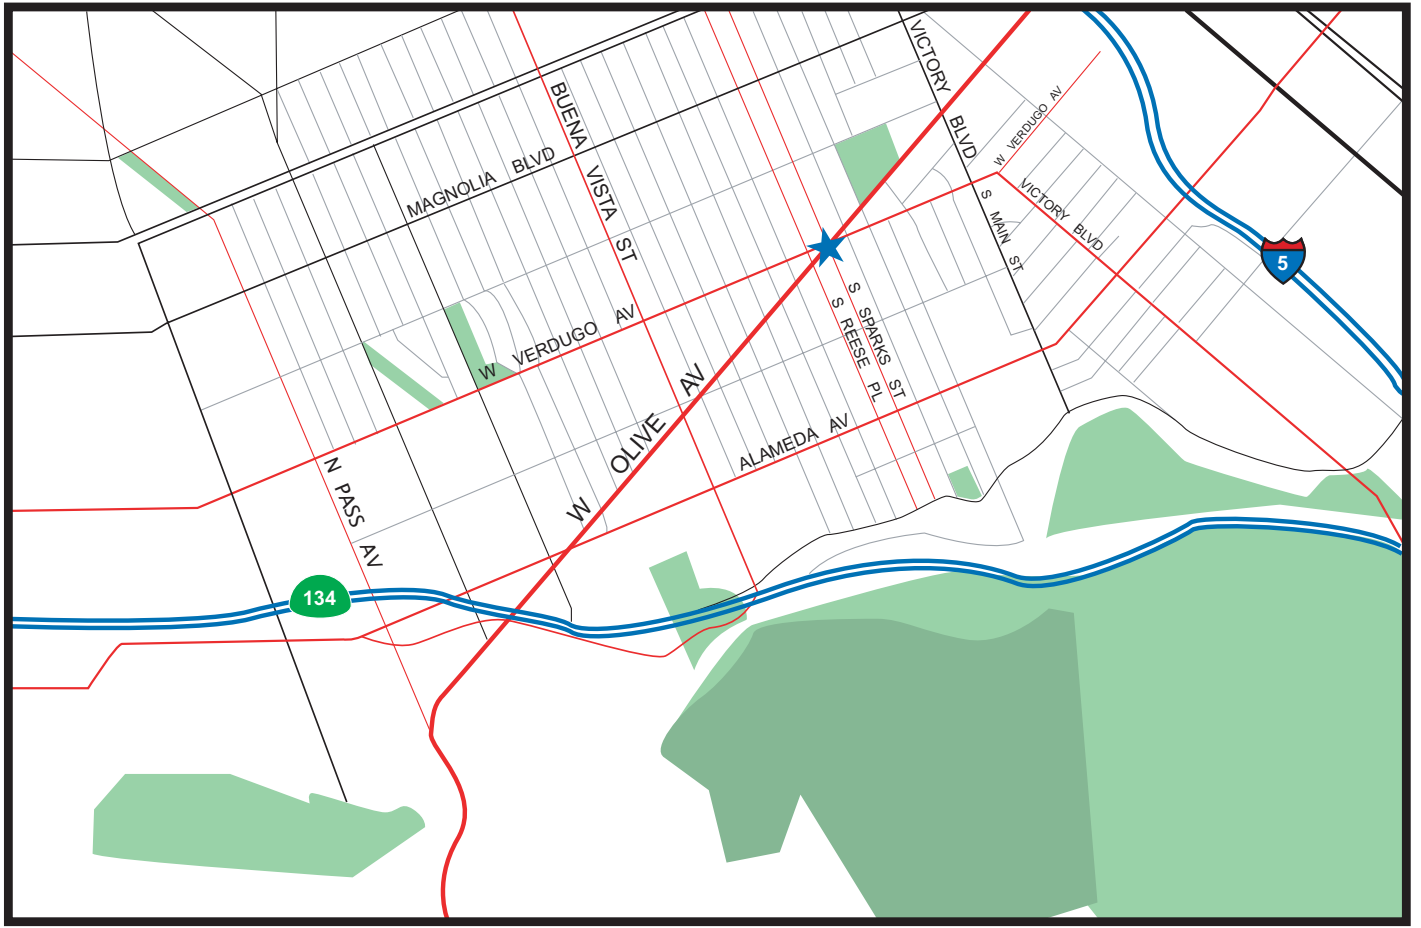 VICTORY BLVD
BUENA VISTA ST
W VERDUGO AV
MAGNOLIA BLVD
S MAIN ST
VICTORY BLVD
5
W VERDUGO AV
S SPARKS ST
S REESE PL
W OLIVE AV
ALAMEDA AV
N PASS AV
134